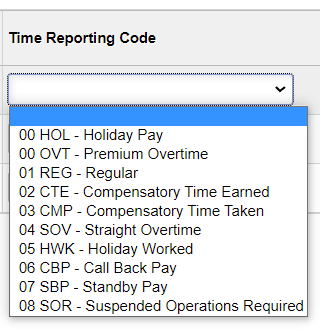 Time Reporting Code
00 HOL - Holiday Pay
00 OVT - Premium Overtime
01 REG - Regular
02 CTE - Compensatory Time Earned
03 CMP - Compensatory Time Taken
04 SOV - Straight Overtime
05 HWK - Holiday Worked
06 CBP - Call Back Pay
07 SBP - Standby Pay
08 SOR - Suspended Operations Required